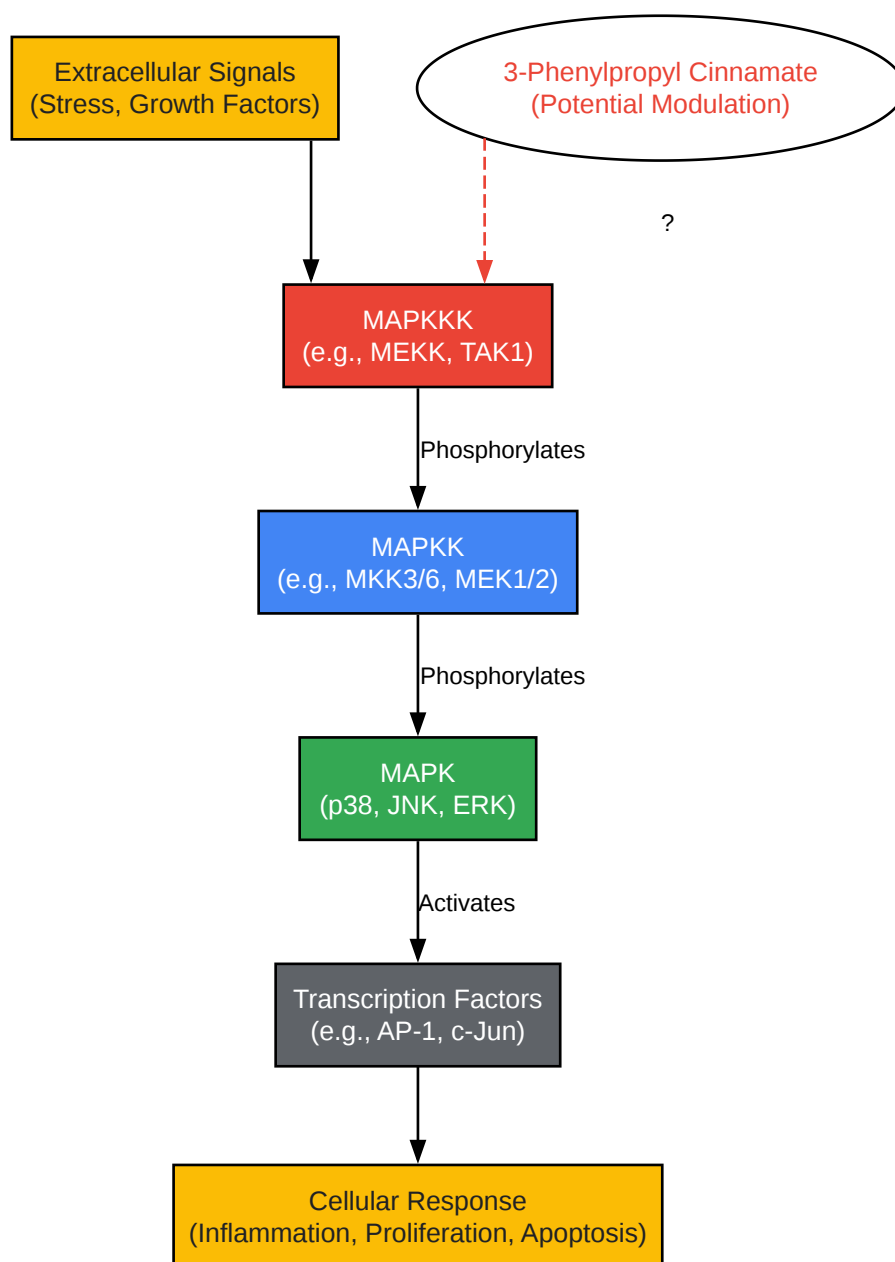 Extracellular Signals
(Stress, Growth Factors)
3-Phenylpropyl Cinnamate
(Potential Modulation)
?
MAPKKK
(e.g., MEKK, TAK1)
Phosphorylates
MAPKK
(e.g., MKK3/6, MEK1/2)
Phosphorylates
MAPK
(p38, JNK, ERK)
Activates
Transcription Factors
(e.g., AP-1, c-Jun)
Cellular Response
(Inflammation, Proliferation, Apoptosis)